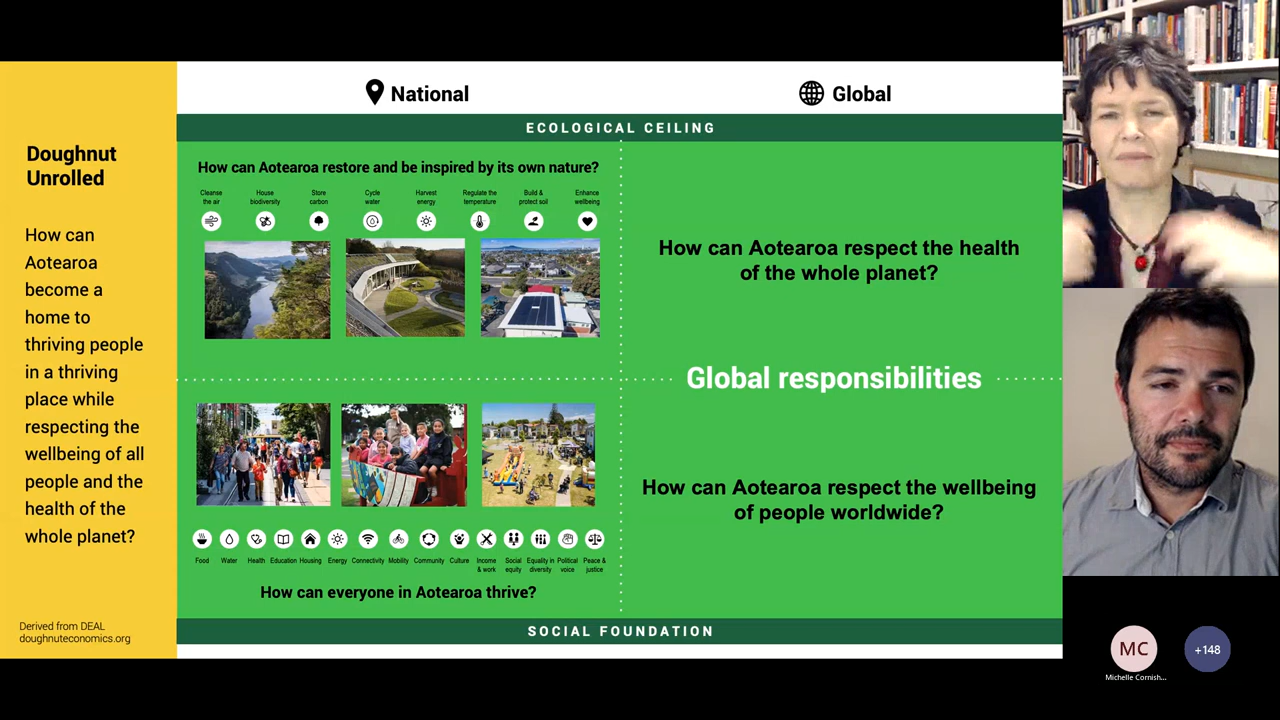 Doughnut
Unrolled
How can
Aotearoa
become a
home to
thriving people
in a thriving
place while
respecting the
wellbeing of all
people and the
health of the
whole planet?
Derived from DEAL
doughnuteconomics.org
National
Global
ECOLOGICAL CEILING
How can Aotearoa restore and be inspired by its own nature?
Cleanse
the air
House
biodiversity
Store
carbon
Cycle
water
Harvest
energy
Regulate the
temperature
Build &
protect soil
Enhance
wellbeing
How can Aotearoa respect the health
of the whole planet?
Global responsibilities
How can Aotearoa respect the wellbeing
of people worldwide?
Food
Water
Health
Education
Housing
Energy
Connectivity
Mobility
Community
Culture
Income
& work
Social
equity
Equality in
diversity
Political
voice
Peace &
justice
How can everyone in Aotearoa thrive?
SOCIAL FOUNDATION
MC
Michelle Cornish...
+148